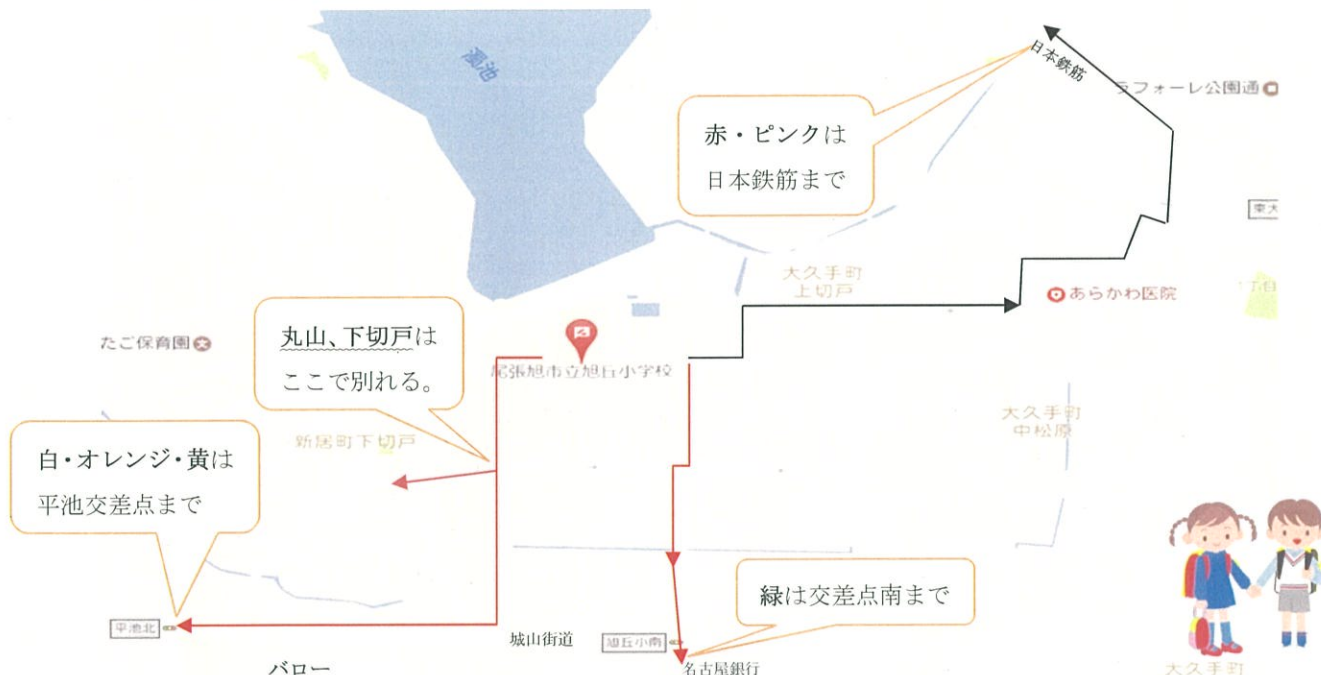 濁池
日本鉄筋
ラフォーレ公園通
赤・ピンクは
日本鉄筋まで
東大
大久手町
上切戸
あらかわ医院
丁目
たご保育園
丸山、下切戸は
ここで別れる。
尾張旭市立旭丘小学校
大久手町
中松原
新居町下切戸
白・オレンジ・黄は
平池交差点まで
緑は交差点南まで
平池北
城山街道
旭丘小南
バロー
名古屋銀行
大久手町